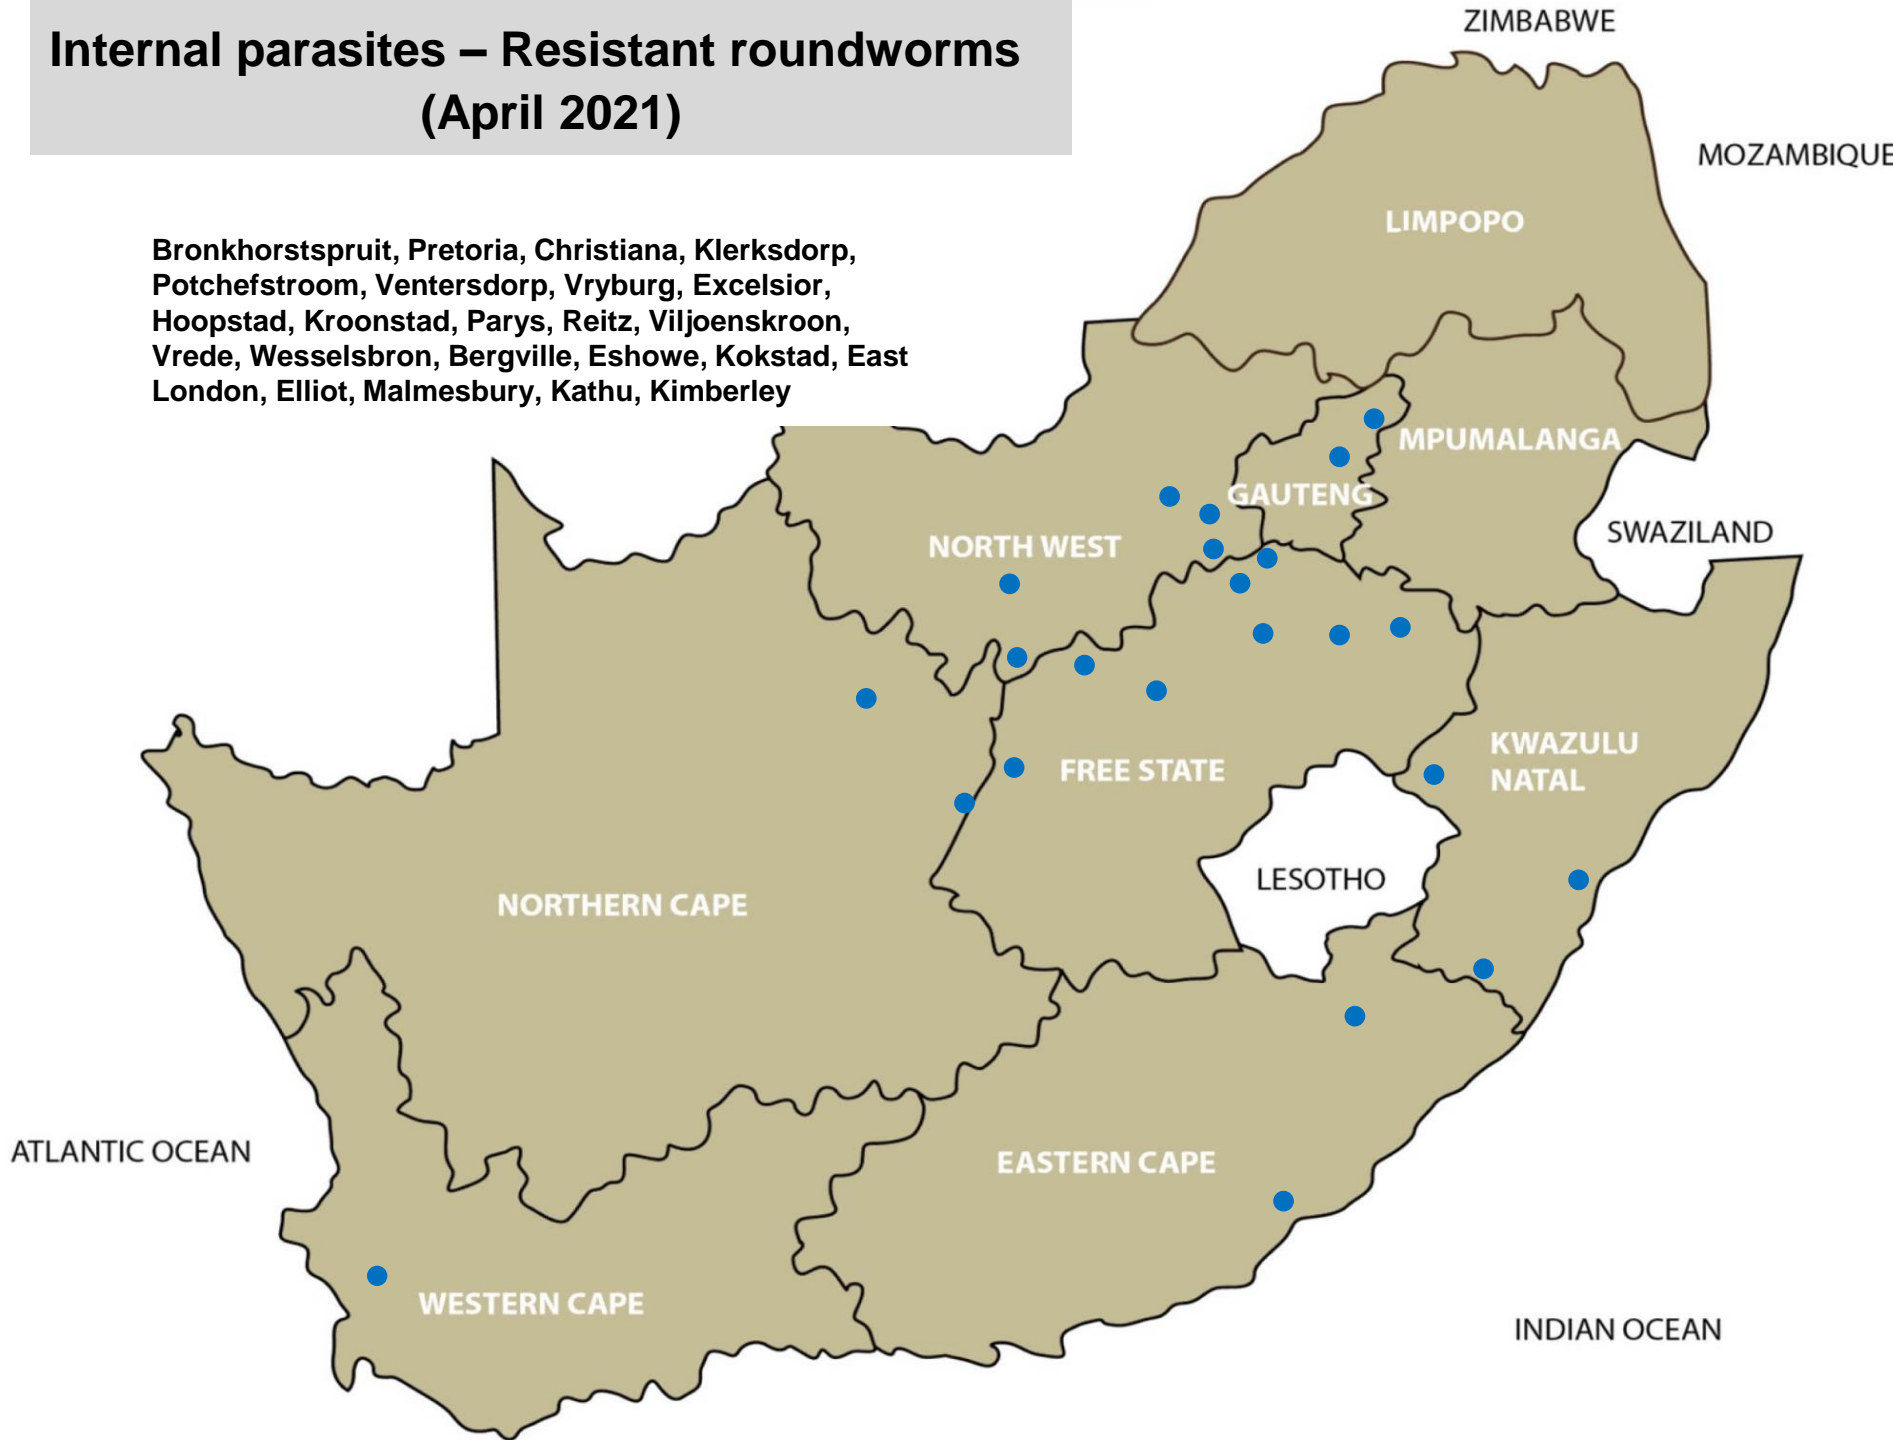 Internal parasites – Resistant roundworms
(April 2021)
Bronkhorstspruit, Pretoria, Christiana, Klerksdorp,
Potchefstroom, Ventersdorp, Vryburg, Excelsior,
Hoopstad, Kroonstad, Parys, Reitz, Viljoenskroon,
Vrede, Wesselsbron, Bergville, Eshowe, Kokstad, East
London, Elliot, Malmesbury, Kathu, Kimberley
ZIMBABWE
MOZAMBIQUE
LIMPOPO
MPUMALANGA
GAUTENG
SWAZILAND
NORTH WEST
KWAZULU
NATAL
FREE STATE
LESOTHO
NORTHERN CAPE
ATLANTIC OCEAN
EASTERN CAPE
WESTERN CAPE
INDIAN OCEAN